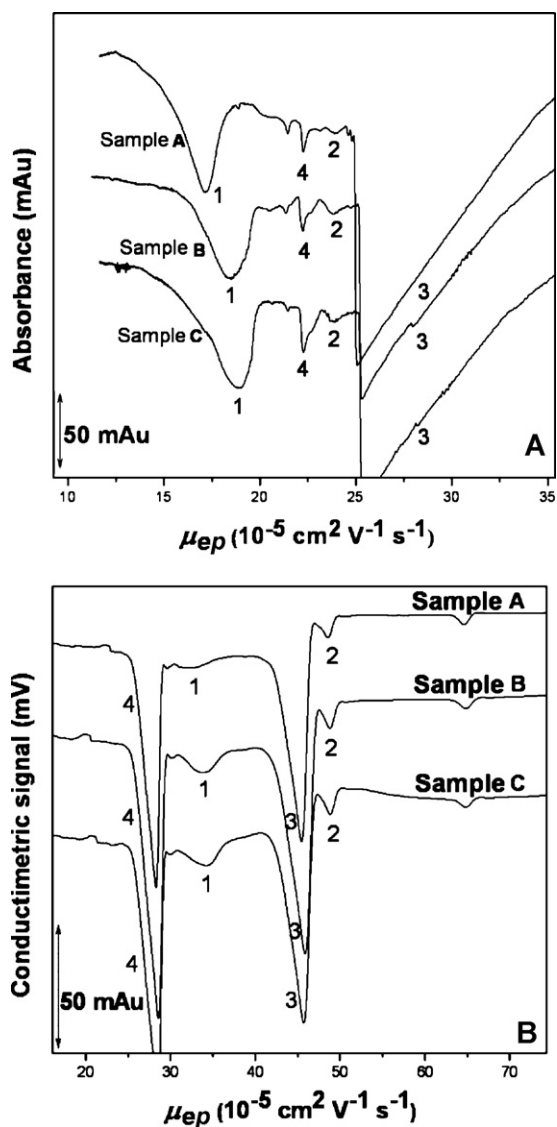 Absorbance (mAu)
Sample A
1
4
2
3
Sample B
1
4
2
3
Sample C
1
4
2
3
50 mAu
A
10 15 20 25 30 35
μep (10-5 cm2 V-1 s-1)
Conductimetric signal (mV)
Sample A
4
1
3
2
Sample B
4
1
3
2
Sample C
4
1
3
2
50 mAu
B
20 30 40 50 60 70
μep (10-5 cm2 V-1 s-1)